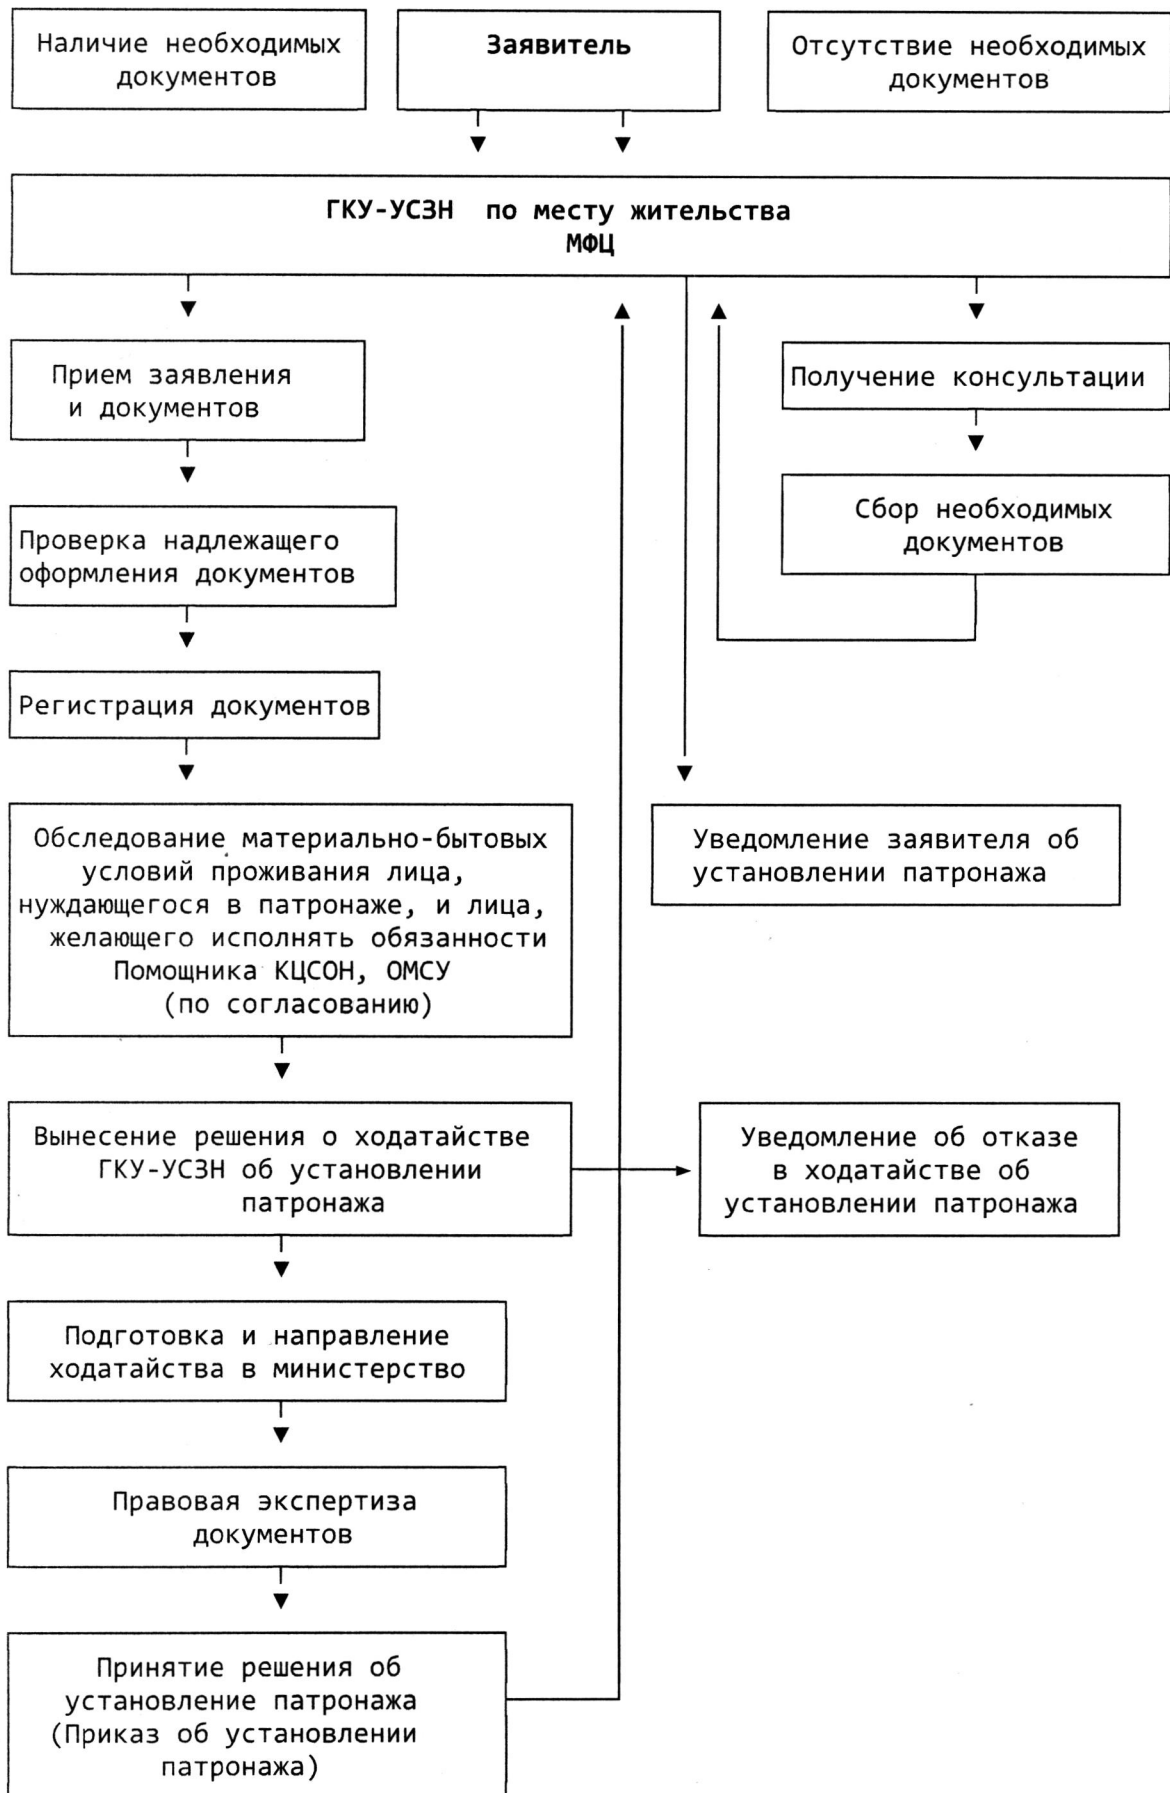 Наличие необходимых
документов
Заявитель
Отсутствие необходимых
документов
ГКУ-УСЗН по месту жительства
МФЦ
Прием заявления
и документов
Получение консультации
Сбор необходимых
документов
Проверка надлежащего
оформления документов
Регистрация документов
Обследование материально-бытовых
условий проживания лица,
нуждающегося в патронаже, и лица,
желающего исполнять обязанности
Помощника КЦСОН, ОМСУ
(по согласованию)
Уведомление заявителя об
установлении патронажа
Вынесение решения о ходатайстве
ГКУ-УСЗН об установлении
патронажа
Уведомление об отказе
в ходатайстве об
установлении патронажа
Подготовка и направление
ходатайства в министерство
Правовая экспертиза
документов
Принятие решения об
установление патронажа
(Приказ об установлении
патронажа)